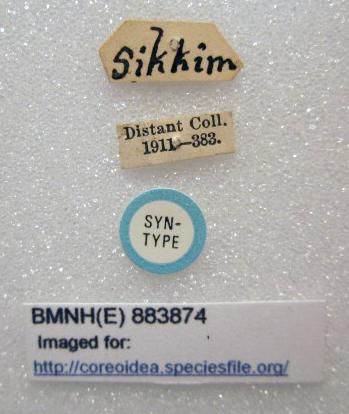 Sikkim
Distant Coll.
1911—383.
SYN-
TYPE
BMNH(E) 883874
Imaged for:
http://coreoidea.speciesfile.org/